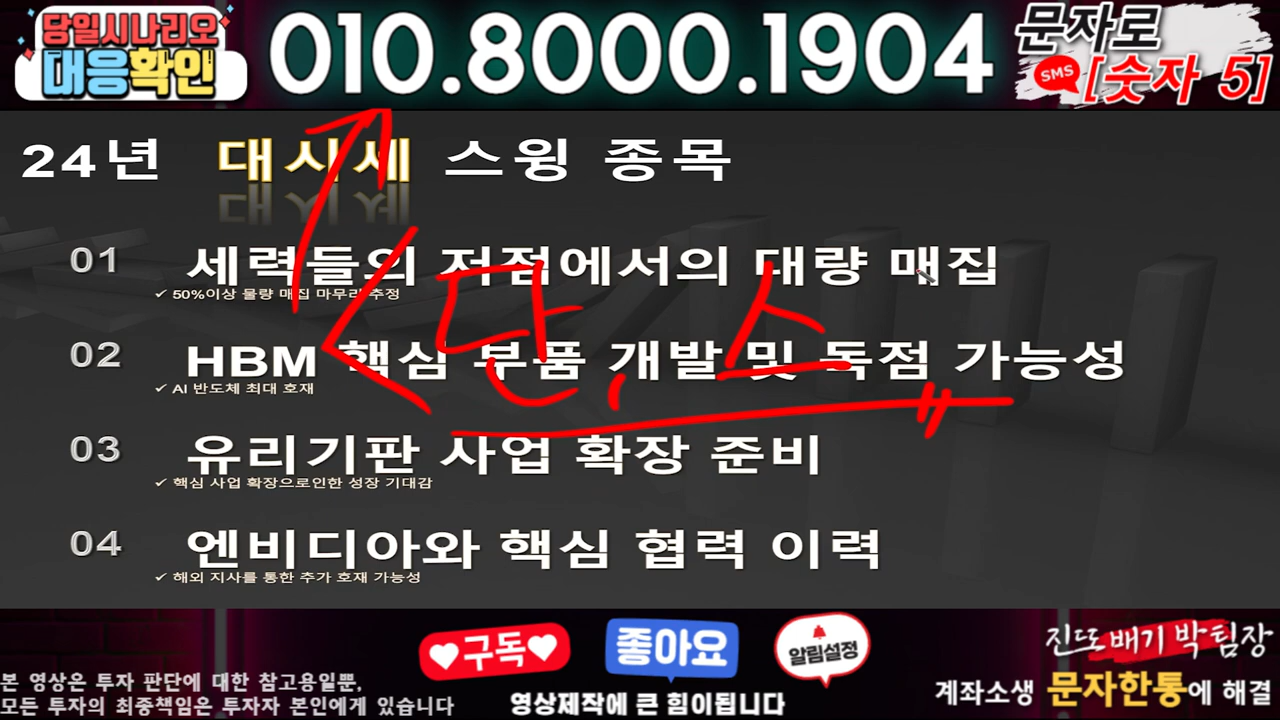 당일시나리오
대응확인
010.8000.1904
문자로
SMS
[숫자 5]
24년 대시세 스윙 종목
01 세력들의 저점에서의 대량 매집
✓ 50%이상 물량 매집 마무리 추정
단, 스
02 HBM 핵심 부품 개발 및 독점 가능성
✓ AI 반도체 최대 호재
03 유리기판 사업 확장 준비
✓ 핵심 사업 확장으로인한 성장 기대감
04 엔비디아와 핵심 협력 이력
✓ 해외 지사를 통한 추가 호재 가능성
구독
좋아요
알림설정
영상제작에 큰 힘이됩니다
본 영상은 투자 판단에 대한 참고용일뿐,
모든 투자의 최종책임은 투자자 본인에게 있습니다
진또배기 박팀장
계좌소생 문자한통에 해결